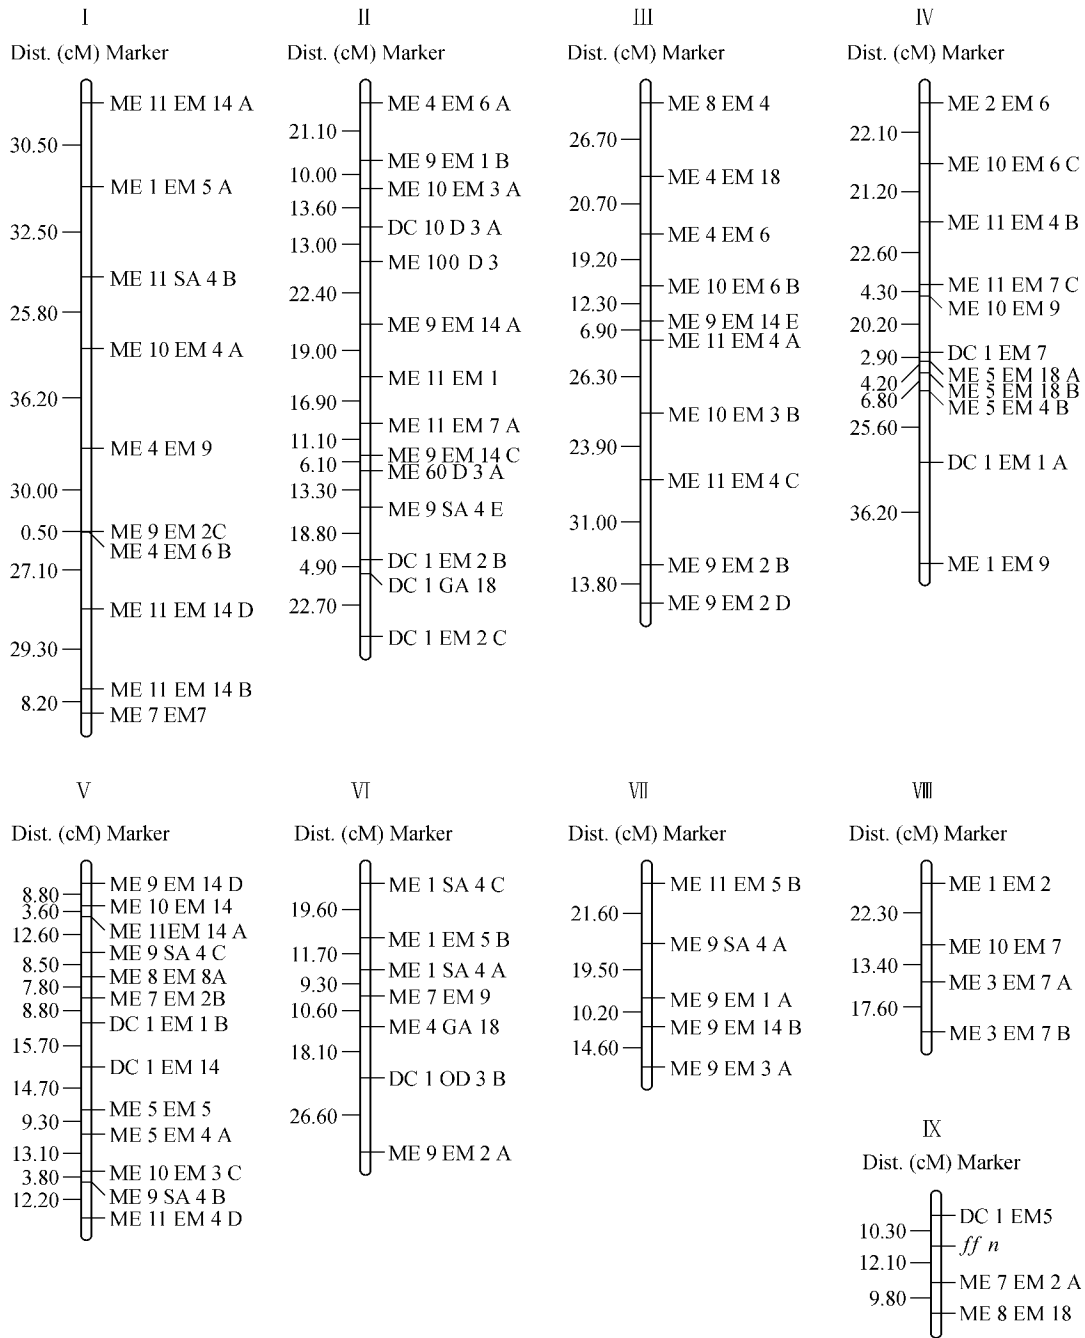 I
Dist. (cM) Marker
ME 11 EM 14 A
30.50
ME 1 EM 5 A
32.50
ME 11 SA 4 B
25.80
ME 10 EM 4 A
36.20
ME 4 EM 9
30.00
0.50
ME 9 EM 2C
ME 4 EM 6 B
27.10
ME 11 EM 14 D
29.30
ME 11 EM 14 B
8.20
ME 7 EM7
II
Dist. (cM) Marker
ME 4 EM 6 A
21.10
ME 9 EM 1 B
10.00
ME 10 EM 3 A
13.60
DC 10 D 3 A
13.00
ME 100 D 3
22.40
ME 9 EM 14 A
19.00
ME 11 EM 1
16.90
ME 11 EM 7 A
11.10
ME 9 EM 14 C
6.10
ME 60 D 3 A
13.30
ME 9 SA 4 E
18.80
DC 1 EM 2 B
4.90
DC 1 GA 18
22.70
DC 1 EM 2 C
III
Dist. (cM) Marker
ME 8 EM 4
26.70
ME 4 EM 18
20.70
ME 4 EM 6
19.20
ME 10 EM 6 B
12.30
ME 9 EM 14 E
6.90
ME 11 EM 4 A
26.30
ME 10 EM 3 B
23.90
ME 11 EM 4 C
31.00
ME 9 EM 2 B
13.80
ME 9 EM 2 D
IV
Dist. (cM) Marker
ME 2 EM 6
22.10
ME 10 EM 6 C
21.20
ME 11 EM 4 B
22.60
ME 11 EM 7 C
4.30
ME 10 EM 9
20.20
DC 1 EM 7
2.90
ME 5 EM 18 A
4.20
ME 5 EM 18 B
6.80
ME 5 EM 4 B
25.60
DC 1 EM 1 A
36.20
ME 1 EM 9
V
Dist. (cM) Marker
ME 9 EM 14 D
8.80
ME 10 EM 14
3.60
ME 11EM 14 A
12.60
ME 9 SA 4 C
8.50
ME 8 EM 8A
7.80
ME 7 EM 2B
8.80
DC 1 EM 1 B
15.70
DC 1 EM 14
14.70
ME 5 EM 5
9.30
ME 5 EM 4 A
13.10
ME 10 EM 3 C
3.80
ME 9 SA 4 B
12.20
ME 11 EM 4 D
VI
Dist. (cM) Marker
ME 1 SA 4 C
19.60
ME 1 EM 5 B
11.70
ME 1 SA 4 A
9.30
ME 7 EM 9
10.60
ME 4 GA 18
18.10
DC 1 OD 3 B
26.60
ME 9 EM 2 A
VII
Dist. (cM) Marker
ME 11 EM 5 B
21.60
ME 9 SA 4 A
19.50
ME 9 EM 1 A
10.20
ME 9 EM 14 B
14.60
ME 9 EM 3 A
VIII
Dist. (cM) Marker
ME 1 EM 2
22.30
ME 10 EM 7
13.40
ME 3 EM 7 A
17.60
ME 3 EM 7 B
IX
Dist. (cM) Marker
DC 1 EM5
10.30
ff n
12.10
ME 7 EM 2 A
9.80
ME 8 EM 18